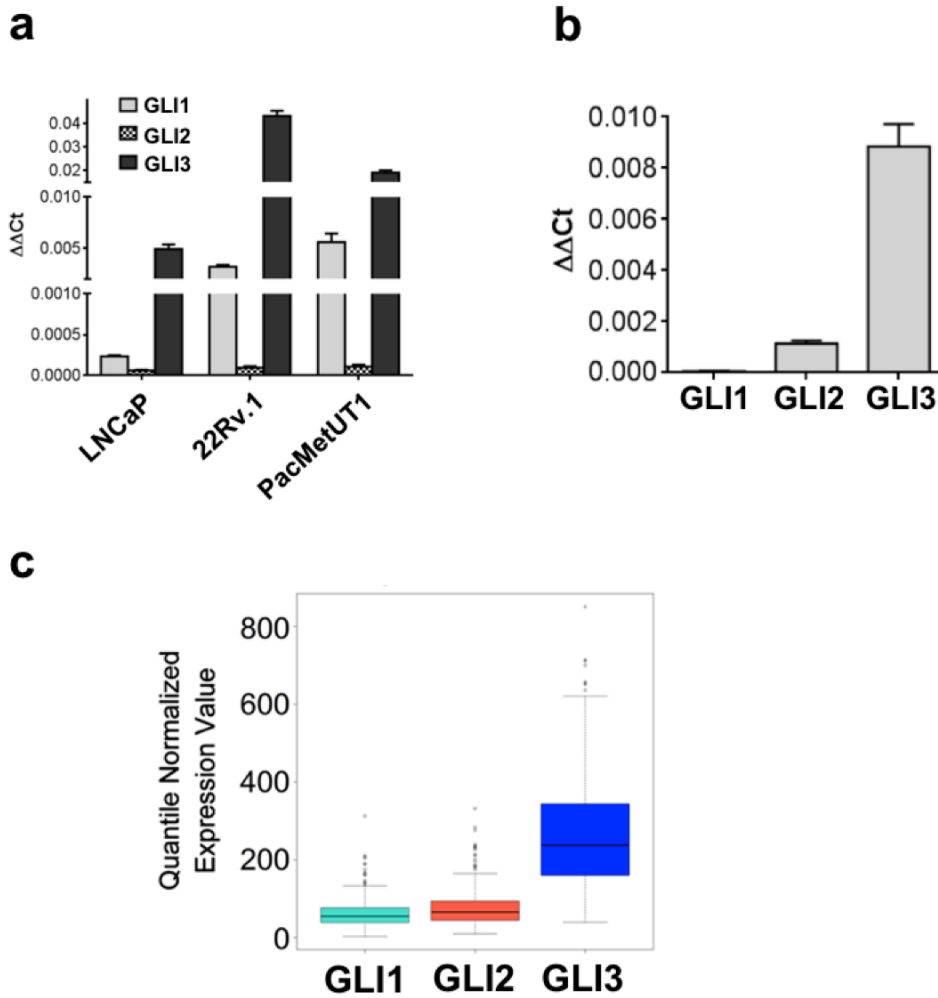 a
GLI1
GLI2
GLI3
ΔΔCt
0.04
0.03
0.02
0.010
0.005
0.0010
0.0005
0.0000
LNCaP
22Rv.1
PacMetUT1
b
ΔΔCt
0.010
0.008
0.006
0.004
0.002
0.000
GLI1 GLI2 GLI3
c
Quantile Normalized
Expression Value
800
600
400
200
0
GLI1 GLI2 GLI3